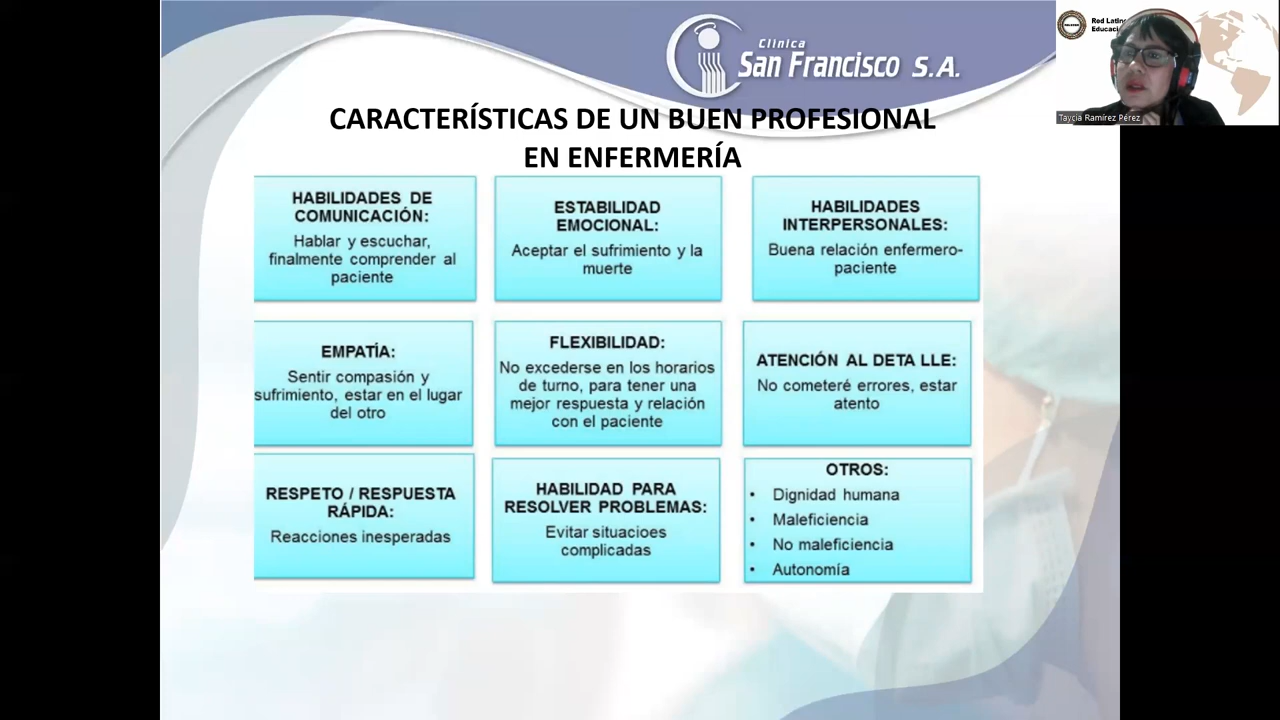 Clínica
San Francisco S.A.
Red Latin
Educaci
Taycia Ramírez Pérez
CARACTERÍSTICAS DE UN BUEN PROFESIONAL
EN ENFERMERÍA
HABILIDADES DE
COMUNICACIÓN:
Hablar y escuchar,
finalmente comprender al
paciente
ESTABILIDAD
EMOCIONAL:
Aceptar el sufrimiento y la
muerte
HABILIDADES
INTERPERSONALES:
Buena relación enfermero-
paciente
EMPATÍA:
Sentir compasión y
sufrimiento, estar en el lugar
del otro
FLEXIBILIDAD:
No excederse en los horarios
de turno, para tener una
mejor respuesta y relación
con el paciente
ATENCIÓN AL DETA LLE:
No cometeré errores, estar
atento
RESPETO / RESPUESTA
RÁPIDA:
Reacciones inesperadas
HABILIDAD PARA
RESOLVER PROBLEMAS:
Evitar situacioes
complicadas
OTROS:
• Dignidad humana
• Maleficiencia
• No maleficiencia
• Autonomía